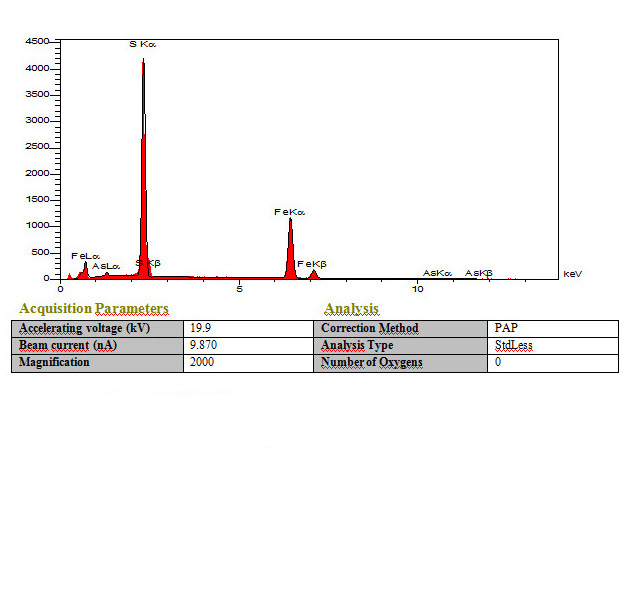 4500
S Kα
4000
3500
3000
2500
2000
1500
FeKα
1000
500
FeLα
AsLα
S Kβ
FeKβ
AsKα
AsKβ
0
keV
0 5 10
Acquisition Parameters Analysis
Accelerating voltage (kV) 19.9 Correction Method PAP
Beam current (nA) 9.870 Analysis Type StdLess
Magnification 2000 Number of Oxygens 0